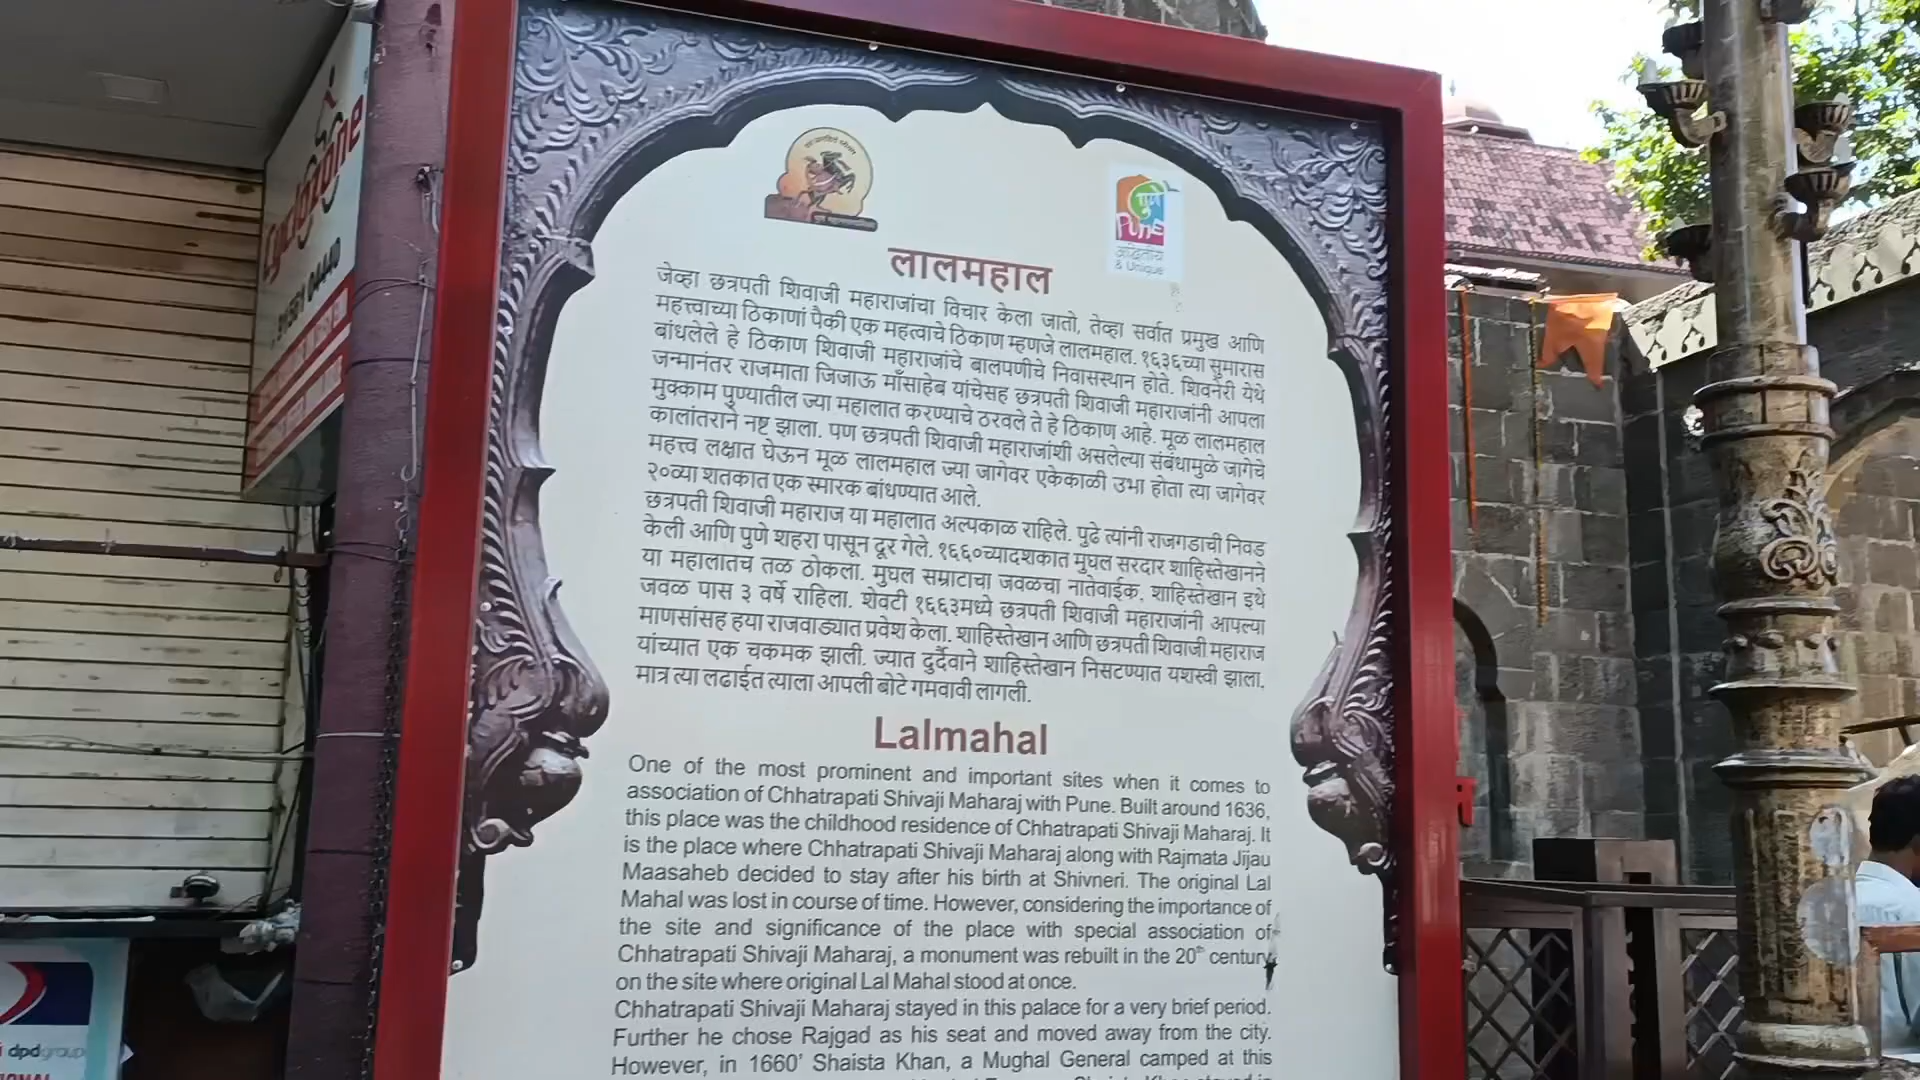 Cyclozone
पुणे
PUNE
अद्वितीय
& Unique
लालमहाल
जेव्हा छत्रपती शिवाजी महाराजांचा विचार केला जातो, तेव्हा सर्वात प्रमुख आणि
महत्त्वाच्या ठिकाणां पैकी एक महत्वाचे ठिकाण म्हणजे लालमहाल. १६३६च्या सुमारास
बांधलेले हे ठिकाण शिवाजी महाराजांचे बालपणीचे निवासस्थान होते. शिवनेरी येथे
जन्मानंतर राजमाता जिजाऊ माँसाहेब यांचेसह छत्रपती शिवाजी महाराजांनी आपला
मुक्काम पुण्यातील ज्या महालात करण्याचे ठरवले ते हे ठिकाण आहे. मूळ लालमहाल
कालांतराने नष्ट झाला. पण छत्रपती शिवाजी महाराजांशी असलेल्या संबंधामुळे जागेचे
महत्त्व लक्षात घेऊन मूळ लालमहाल ज्या जागेवर एकेकाळी उभा होता त्या जागेवर
२०व्या शतकात एक स्मारक बांधण्यात आले.
छत्रपती शिवाजी महाराज या महालात अल्पकाळ राहिले. पुढे त्यांनी राजगडाची निवड
केली आणि पुणे शहरा पासून दूर गेले. १६६०च्यादशकात मुघल सरदार शाहिस्तेखानने
या महालातच तळ ठोकला. मुघल सम्राटाचा जवळचा नातेवाईक, शाहिस्तेखान इथे
जवळ पास ३ वर्षे राहिला. शेवटी १६६३मध्ये छत्रपती शिवाजी महाराजांनी आपल्या
माणसांसह हया राजवाड्यात प्रवेश केला. शाहिस्तेखान आणि छत्रपती शिवाजी महाराज
यांच्यात एक चकमक झाली. ज्यात दुर्दैवाने शाहिस्तेखान निसटण्यात यशस्वी झाला,
मात्र त्या लढाईत त्याला आपली बोटे गमवावी लागली.
Lalmahal
One of the most prominent and important sites when it comes to
association of Chhatrapati Shivaji Maharaj with Pune. Built around 1636,
this place was the childhood residence of Chhatrapati Shivaji Maharaj. It
is the place where Chhatrapati Shivaji Maharaj along with Rajmata Jijau
Maasaheb decided to stay after his birth at Shivneri. The original Lal
Mahal was lost in course of time. However, considering the importance of
the site and significance of the place with special association of
Chhatrapati Shivaji Maharaj, a monument was rebuilt in the 20th century
on the site where original Lal Mahal stood at once.
Chhatrapati Shivaji Maharaj stayed in this palace for a very brief period.
Further he chose Rajgad as his seat and moved away from the city.
However, in 1660' Shaista Khan, a Mughal General camped at this
dpdgroup